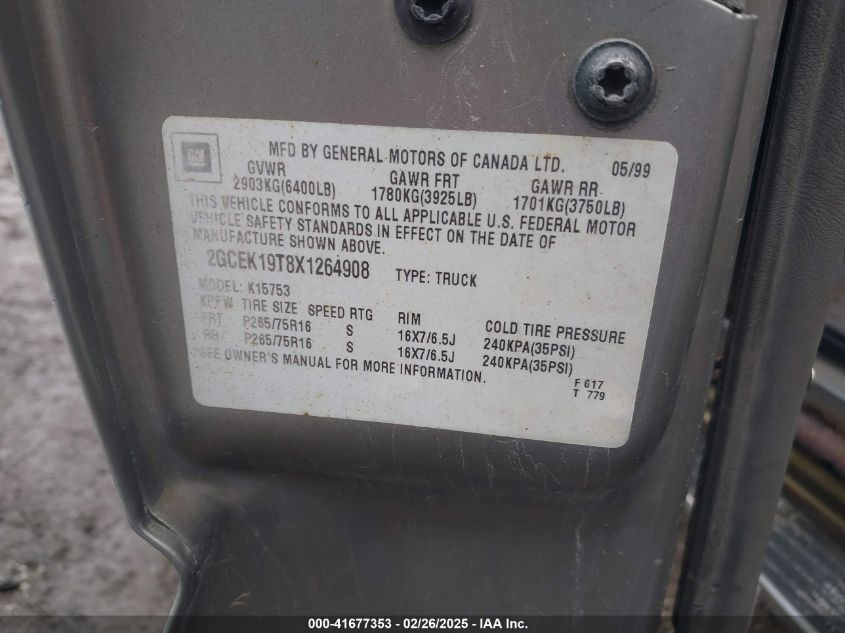 GM
MFD BY GENERAL MOTORS OF CANADA LTD. 05/99
GVWR GAWR FRT GAWR RR
2903KG(6400LB) 1780KG(3925LB) 1701KG(3750LB)
THIS VEHICLE CONFORMS TO ALL APPLICABLE U.S. FEDERAL MOTOR
VEHICLE SAFETY STANDARDS IN EFFECT ON THE DATE OF
MANUFACTURE SHOWN ABOVE.
2GCEK19T8X1264908 TYPE: TRUCK
MODEL: K15753
TIRE SIZE SPEED RTG RIM COLD TIRE PRESSURE
FRT P265/75R16 S 16X7/6.5J 240KPA(35PSI)
RR P265/75R16 S 16X7/6.5J 240KPA(35PSI)
SEE OWNER'S MANUAL FOR MORE INFORMATION.
F 617
T 779
000-41677353 - 02/26/2025 - IAA Inc.